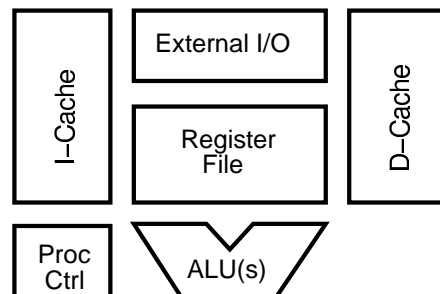 External I/O
I–Cache
D–Cache
Register
File
Proc
Ctrl
ALU(s)